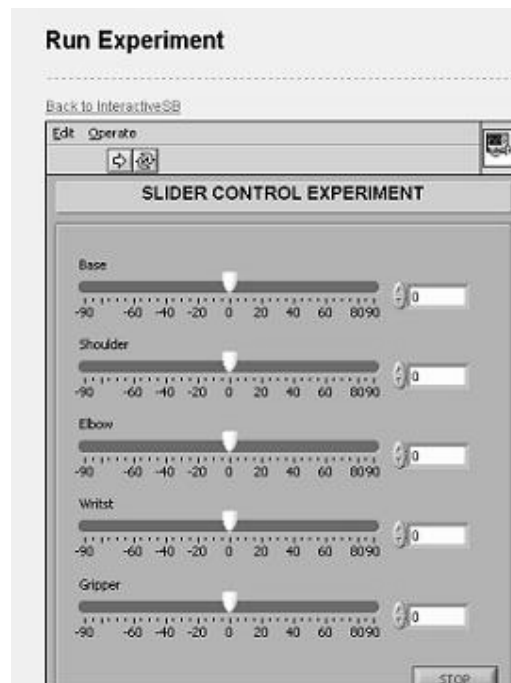 Run Experiment
Back to InteractiveSB
Edit Operate
SLIDER CONTROL EXPERIMENT
Base
0
-90 -60 -40 -20 0 20 40 60 8090
Shoulder
0
-90 -60 -40 -20 0 20 40 60 8090
Elbow
0
-90 -60 -40 -20 0 20 40 60 8090
Writst
0
-90 -60 -40 -20 0 20 40 60 8090
Gripper
0
-90 -60 -40 -20 0 20 40 60 8090
STOP